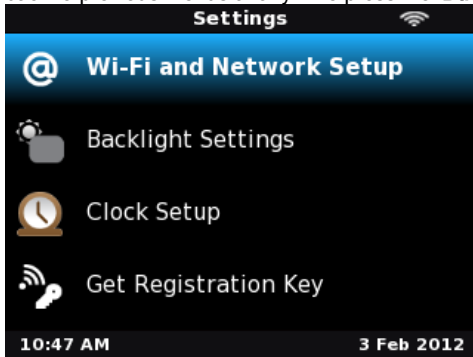 Settings
@ Wi-Fi and Network Setup
Backlight Settings
Clock Setup
Get Registration Key
10:47 AM 3 Feb 2012